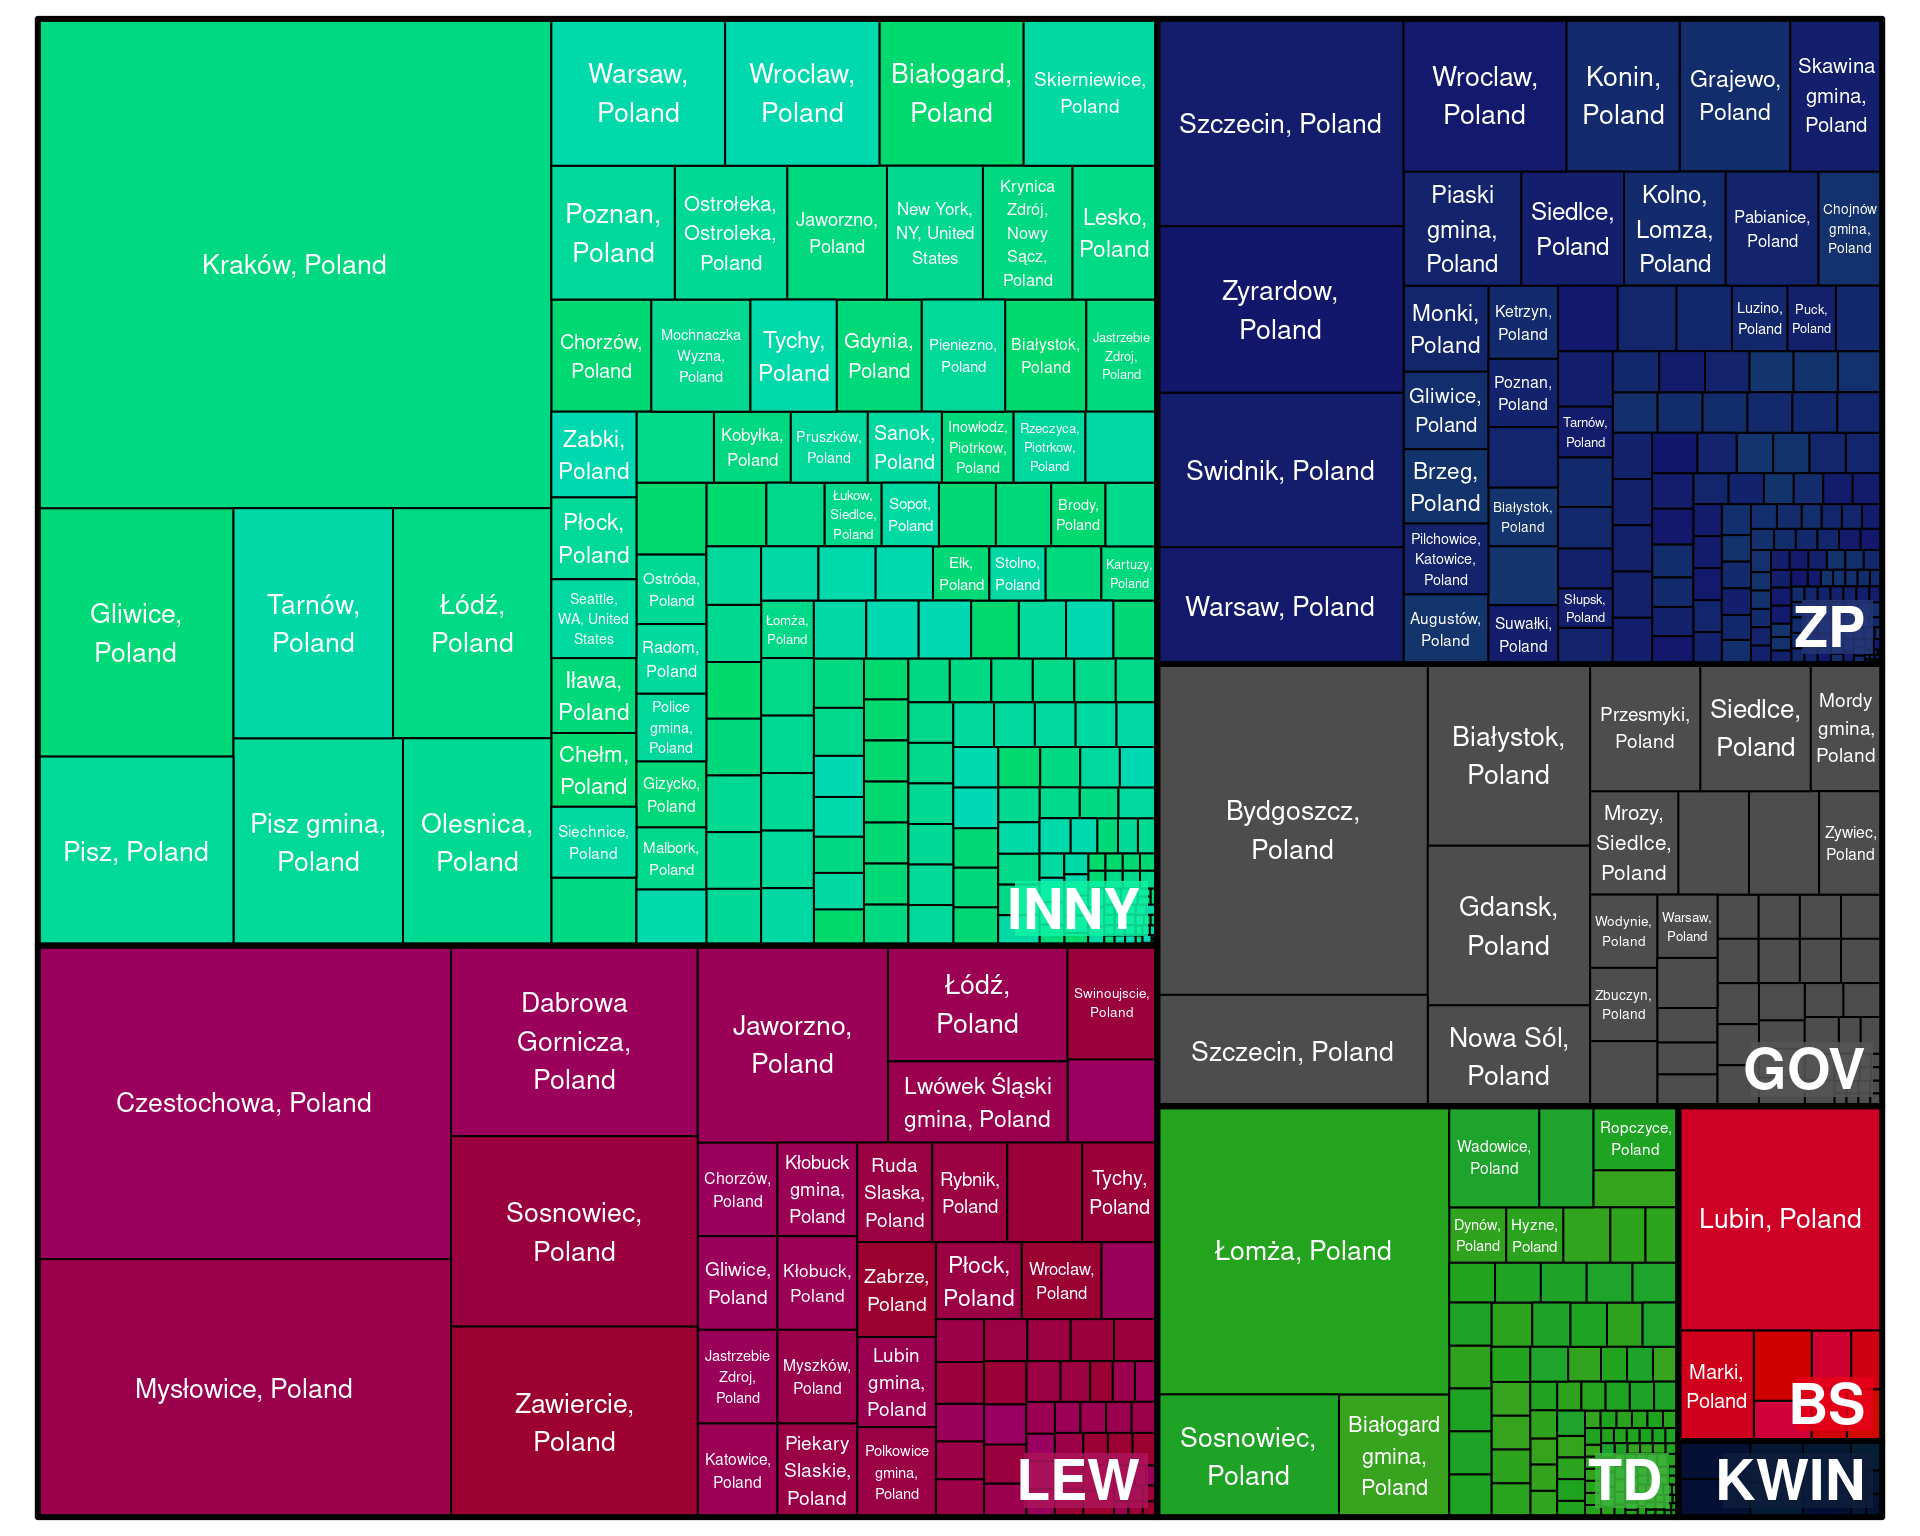 Kraków, Poland
Gliwice,
Poland
Tarnów,
Poland
Łódź,
Poland
Pisz, Poland
Pisz gmina,
Poland
Olesnica,
Poland
Warsaw,
Poland
Wroclaw,
Poland
Białogard,
Poland
Skierniewice,
Poland
Poznan,
Poland
Ostrołeka,
Ostroleka,
Poland
Jaworzno,
Poland
New York,
NY, United
States
Krynica
Zdrój,
Nowy
Sącz,
Poland
Lesko,
Poland
Chorzów,
Poland
Mochnaczka
Wyzna,
Poland
Tychy,
Poland
Gdynia,
Poland
Pieniezno,
Poland
Białystok,
Poland
Jastrzebie
Zdroj,
Poland
Zabki,
Poland
Kobyłka,
Poland
Pruszków,
Poland
Sanok,
Poland
Inowłodz,
Piotrkow,
Poland
Rzeczyca,
Piotrkow,
Poland
Płock,
Poland
Łukow,
Siedlce,
Poland
Sopot,
Poland
Brody,
Poland
Ostróda,
Poland
Ełk,
Poland
Stolno,
Poland
Kartuzy,
Poland
Seattle,
WA, United
States
Łomża,
Poland
Radom,
Poland
Iława,
Poland
Police
gmina,
Poland
Chełm,
Poland
Gizycko,
Poland
Siechnice,
Poland
Malbork,
Poland
INNY
Szczecin, Poland
Zyrardow,
Poland
Swidnik, Poland
Warsaw, Poland
Wroclaw,
Poland
Konin,
Poland
Grajewo,
Poland
Skawina
gmina,
Poland
Piaski
gmina,
Poland
Siedlce,
Poland
Kolno,
Lomza,
Poland
Pabianice,
Poland
Chojnów
gmina,
Poland
Monki,
Poland
Ketrzyn,
Poland
Luzino,
Poland
Puck,
Poland
Gliwice,
Poland
Poznan,
Poland
Tarnów,
Poland
Brzeg,
Poland
Białystok,
Poland
Pilchowice,
Katowice,
Poland
Augustów,
Poland
Suwałki,
Poland
Słupsk,
Poland
ZP
Bydgoszcz,
Poland
Szczecin, Poland
Białystok,
Poland
Gdansk,
Poland
Nowa Sól,
Poland
Przesmyki,
Poland
Siedlce,
Poland
Mordy
gmina,
Poland
Mrozy,
Siedlce,
Poland
Zywiec,
Poland
Wodynie,
Poland
Warsaw,
Poland
Zbuczyn,
Poland
GOV
Czestochowa, Poland
Mysłowice, Poland
Dabrowa
Gornicza,
Poland
Sosnowiec,
Poland
Zawiercie,
Poland
Jaworzno,
Poland
Łódź,
Poland
Swinoujscie,
Poland
Lwówek Śląski
gmina, Poland
Chorzów,
Poland
Kłobuck
gmina,
Poland
Ruda
Slaska,
Poland
Rybnik,
Poland
Tychy,
Poland
Gliwice,
Poland
Kłobuck,
Poland
Zabrze,
Poland
Płock,
Poland
Wroclaw,
Poland
Jastrzebie
Zdroj,
Poland
Myszków,
Poland
Lubin
gmina,
Poland
Katowice,
Poland
Piekary
Slaskie,
Poland
Polkowice
gmina,
Poland
LEW
Łomża, Poland
Sosnowiec,
Poland
Białogard
gmina,
Poland
Wadowice,
Poland
Ropczyce,
Poland
Dynów,
Poland
Hyzne,
Poland
TD
Lubin, Poland
Marki,
Poland
BS
KWIN